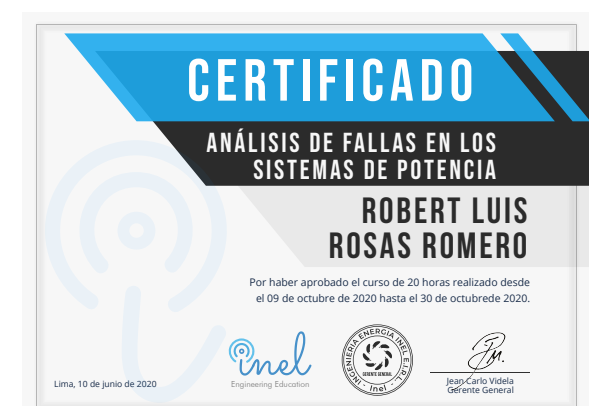 CERTIFICADO
ANÁLISIS DE FALLAS EN LOS
SISTEMAS DE POTENCIA
ROBERT LUIS
ROSAS ROMERO
Por haber aprobado el curso de 20 horas realizado desde
el 09 de octubre de 2020 hasta el 30 de octubrede 2020.
inel
Engineering Education
INGENIERIA ENERGIA INEL E.I.R.L.
GERENTE GENERAL
Inel
Lima, 10 de junio de 2020
Jean Carlo Videla
Gerente General